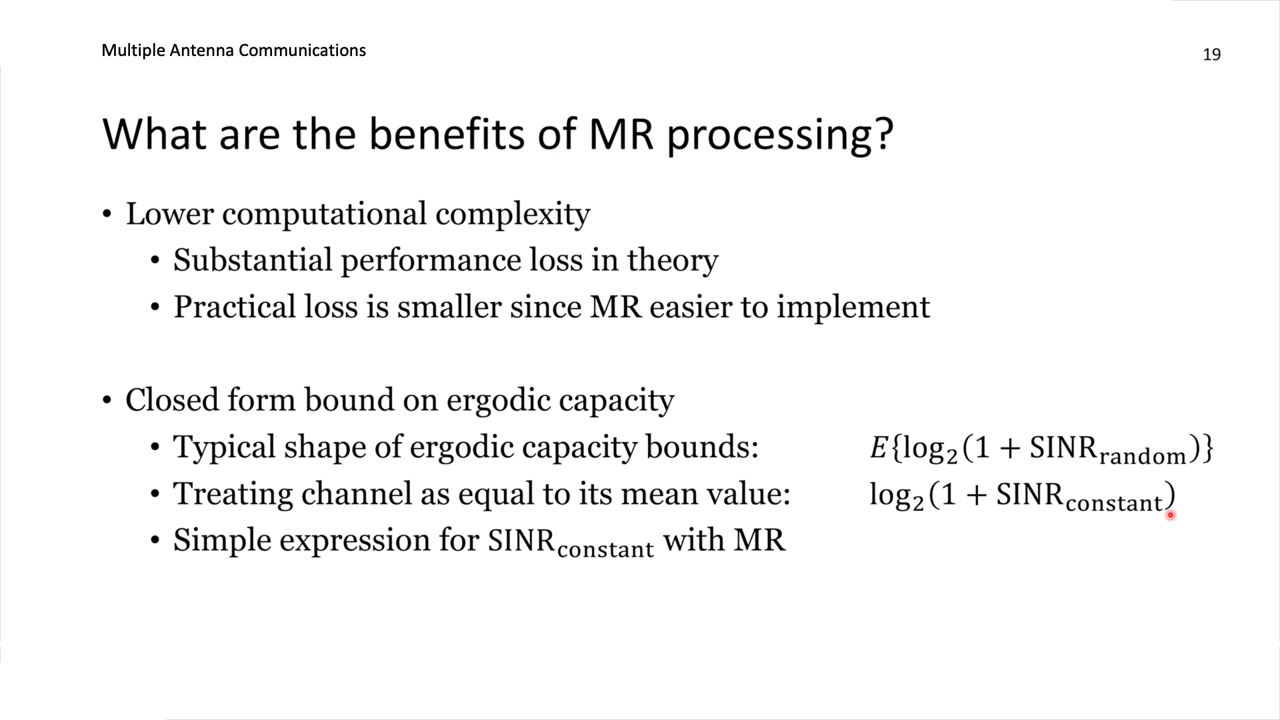 Multiple Antenna Communications
19
What are the benefits of MR processing?
• Lower computational complexity
• Substantial performance loss in theory
• Practical loss is smaller since MR easier to implement
• Closed form bound on ergodic capacity
• Typical shape of ergodic capacity bounds: E{log₂(1 + SINR_random)}
• Treating channel as equal to its mean value: log₂(1 + SINR_constant)
• Simple expression for SINR_constant with MR